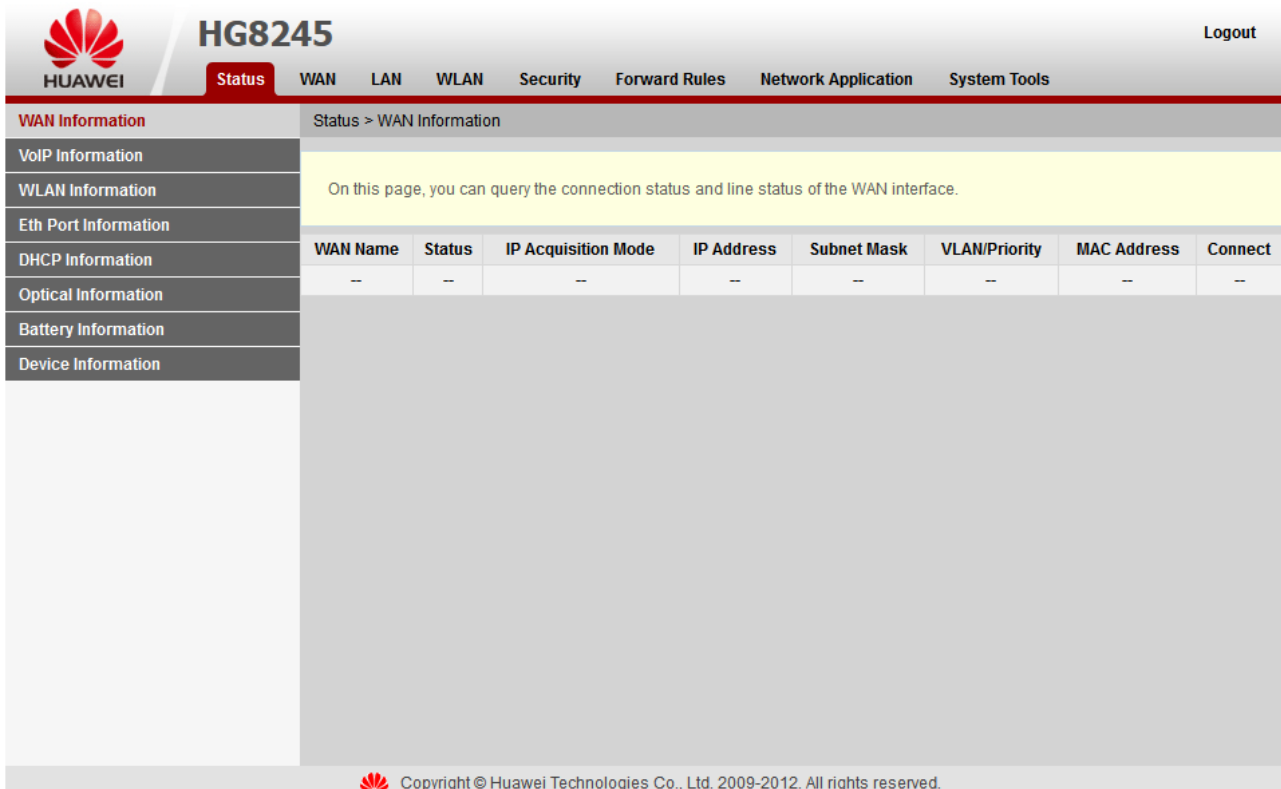 HG8245
Logout
HUAWEI
Status WAN LAN WLAN Security Forward Rules Network Application System Tools
WAN Information
VoIP Information
WLAN Information
Eth Port Information
DHCP Information
Optical Information
Battery Information
Device Information
Status > WAN Information
On this page, you can query the connection status and line status of the WAN interface.
WAN Name Status IP Acquisition Mode IP Address Subnet Mask VLAN/Priority MAC Address Connect
-- -- -- -- -- -- -- --
Copyright © Huawei Technologies Co., Ltd. 2009-2012. All rights reserved.